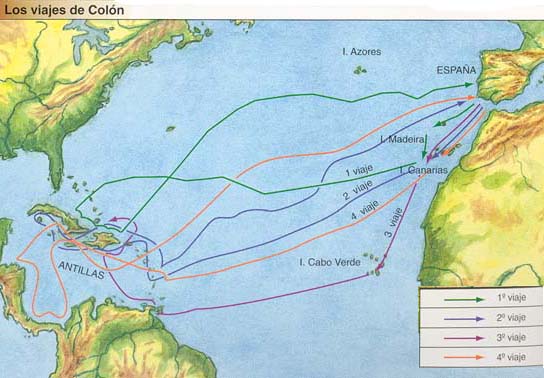 Los viajes de Colón
I. Azores
ESPAÑA
I. Madeira
I. Canarias
1 viaje
2 viaje
4 viaje
3 viaje
I. Cabo Verde
ANTILLAS
1º viaje
2º viaje
3º viaje
4º viaje